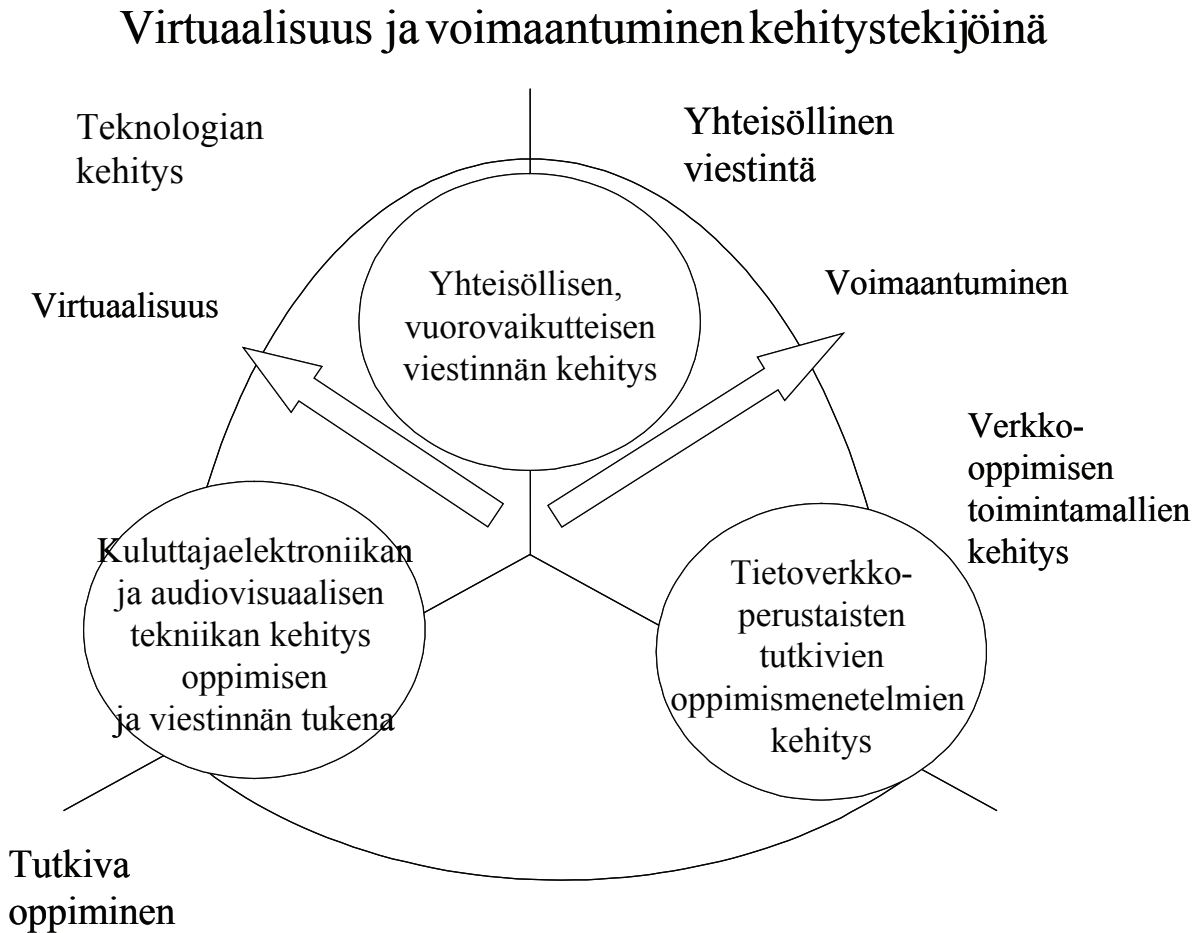 Virtuaalisuus ja voimaantuminen kehitystekijöinä
Teknologian
kehitys
Yhteisöllinen
viestintä
Virtuaalisuus
Yhteisöllisen,
vuorovaikutteisen
viestinnän kehitys
Voimaantuminen
Verkko-
oppimisen
toimintamallien
kehitys
Kuluttajaelektroniikan
ja audiovisuaalisen
tekniikan kehitys
oppimisen
ja viestinnän tukena
Tietoverkko-
perustaisten
tutkivien
oppimismenetelmien
kehitys
Tutkiva
oppiminen